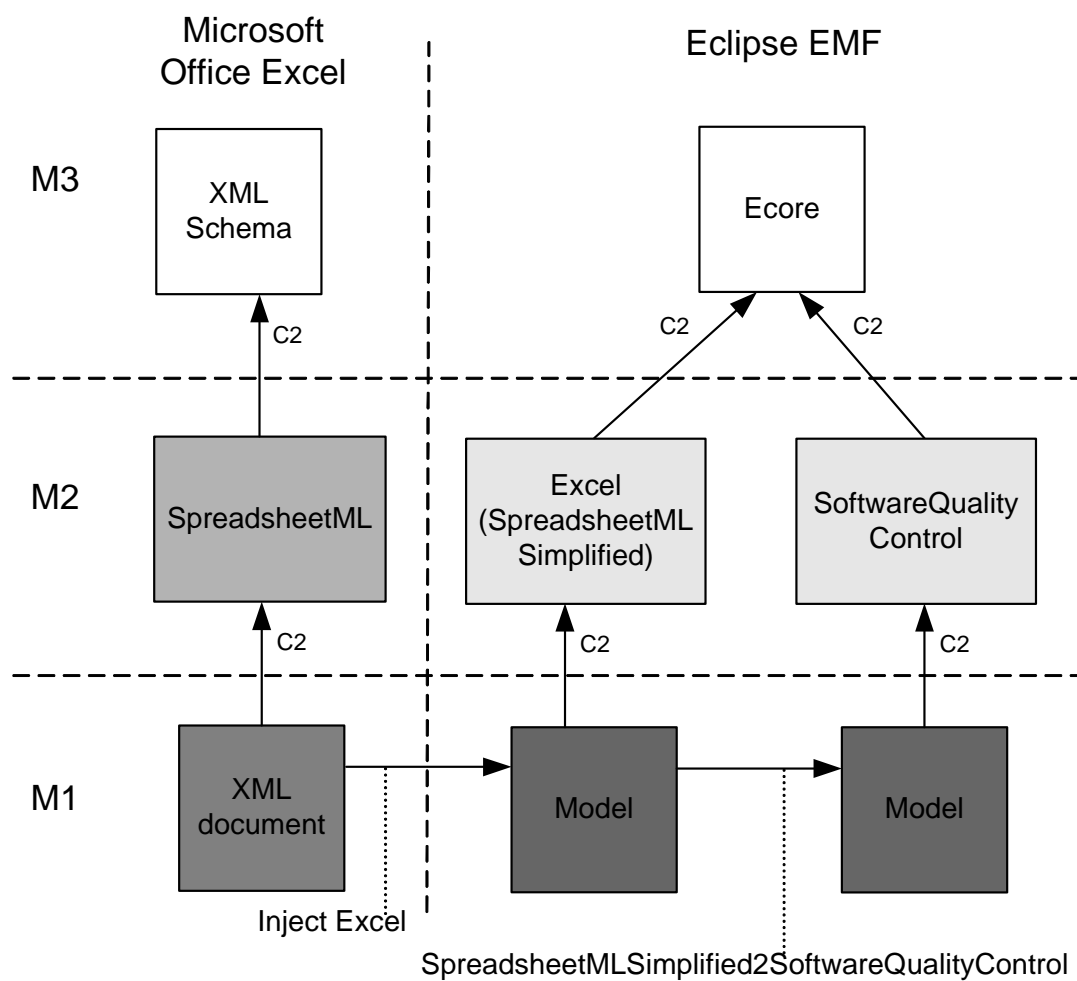 Microsoft
Office Excel
Eclipse EMF
M3
XML
Schema
Ecore
C2
C2
C2
M2
SpreadsheetML
Excel
(SpreadsheetML
Simplified)
SoftwareQuality
Control
C2
C2
C2
M1
XML
document
Model
Model
Inject Excel
SpreadsheetMLSimplified2SoftwareQualityControl